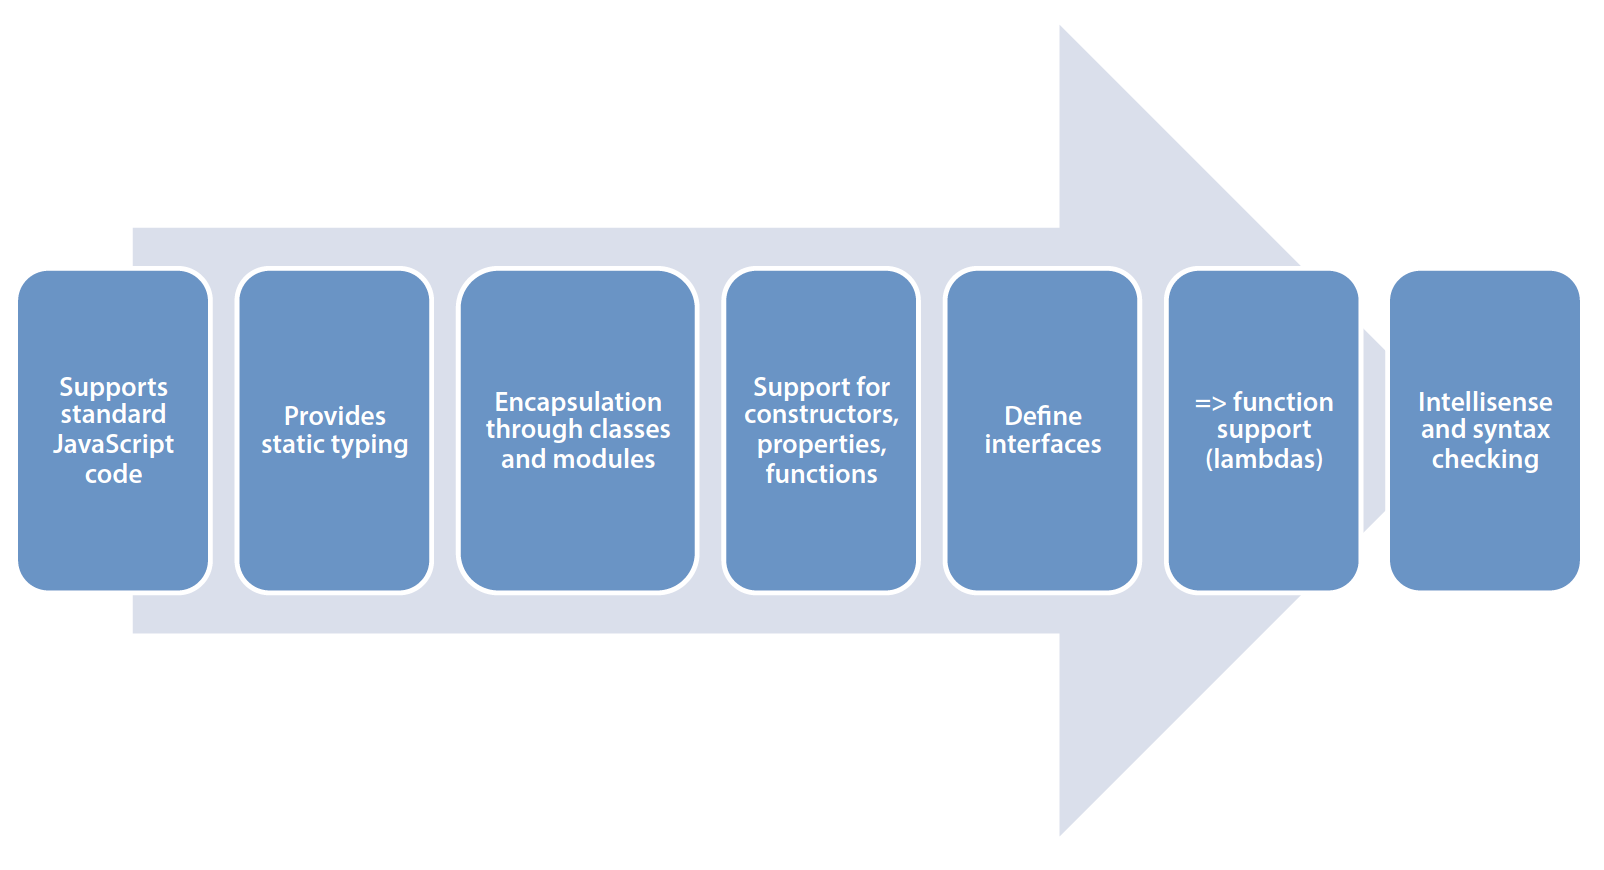 Supports
standard
JavaScript
code
Provides
static typing
Encapsulation
through classes
and modules
Support for
constructors,
properties,
functions
Define
interfaces
=> function
support
(lambdas)
Intellisense
and syntax
checking